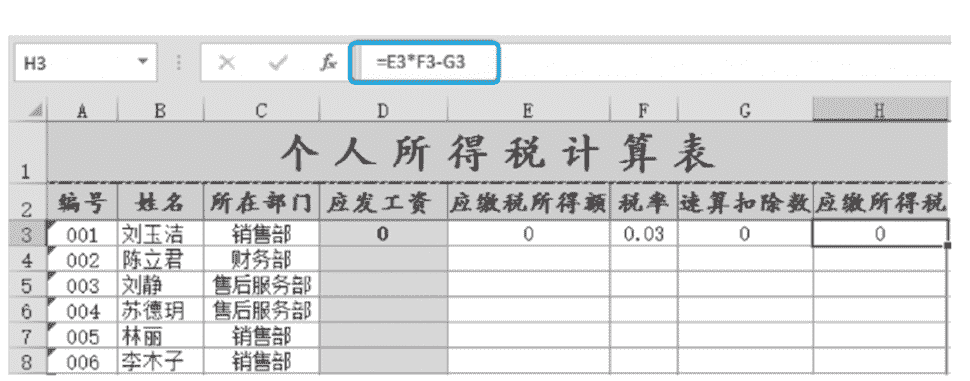 H3 fx =E3*F3-G3
A B C D E F G H
1 个人所得税计算表
2 编号 姓名 所在部门 应发工资 应缴税所得额 税率 速算扣除数 应缴所得税
3 001 刘玉洁 销售部 0 0 0.03 0 0
4 002 陈立君 财务部
5 003 刘静 售后服务部
6 004 苏德玥 售后服务部
7 005 林丽 销售部
8 006 李木子 销售部